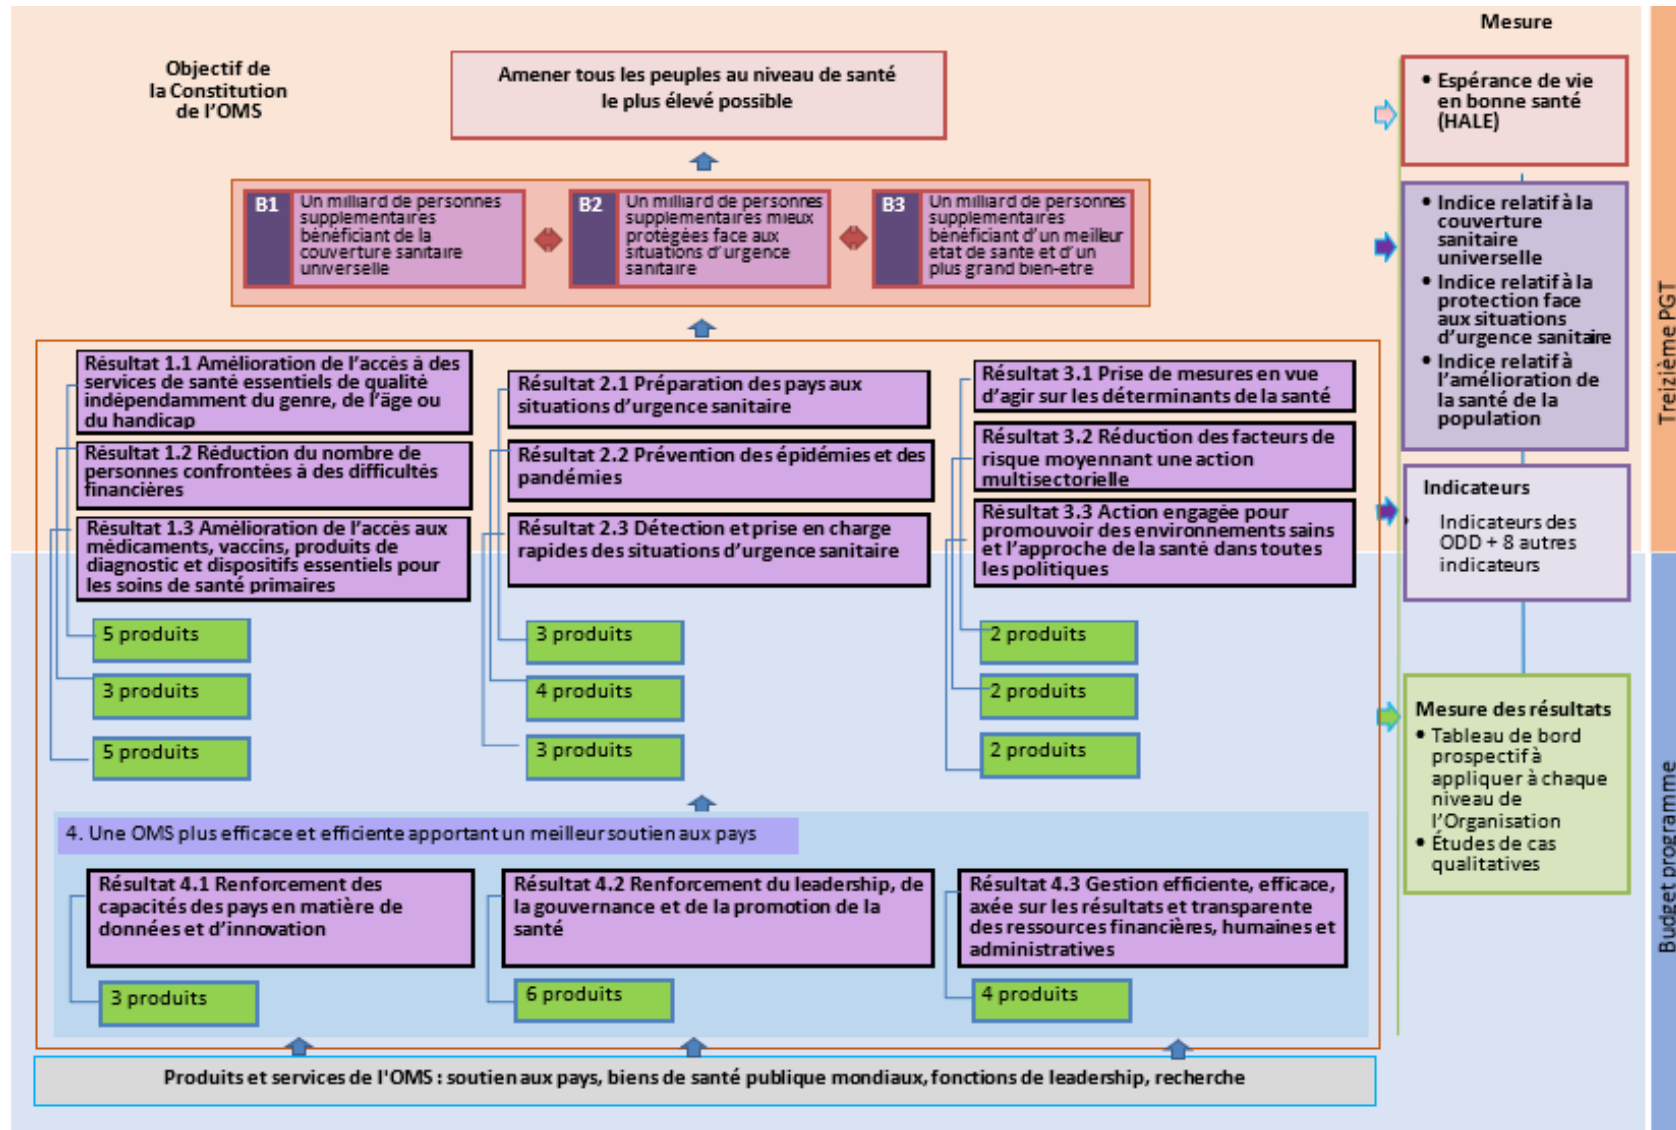 Mesure
Objectif de
la Constitution
de l'OMS
Amener tous les peuples au niveau de santé
le plus élevé possible
• Espérance de vie
en bonne santé
(HALE)
B1
Un milliard de personnes
supplémentaires
bénéficiant de la
couverture sanitaire
universelle
B2
Un milliard de personnes
supplémentaires mieux
protégées face aux
situations d'urgence
sanitaire
B3
Un milliard de personnes
supplémentaires
bénéficiant d'un meilleur
état de santé et d'un
plus grand bien-être
• Indice relatif à la
couverture
sanitaire
universelle
• Indice relatif à la
protection face
aux situations
d'urgence sanitaire
• Indice relatif à
l'amélioration de
la santé de la
population
Treizième PGT
Résultat 1.1 Amélioration de l'accès à des
services de santé essentiels de qualité
indépendamment du genre, de l'âge ou
du handicap
Résultat 1.2 Réduction du nombre de
personnes confrontées à des difficultés
financières
Résultat 1.3 Amélioration de l'accès aux
médicaments, vaccins, produits de
diagnostic et dispositifs essentiels pour
les soins de santé primaires
Résultat 2.1 Préparation des pays aux
situations d'urgence sanitaire
Résultat 2.2 Prévention des épidémies et des
pandémies
Résultat 2.3 Détection et prise en charge
rapides des situations d'urgence sanitaire
Résultat 3.1 Prise de mesures en vue
d'agir sur les déterminants de la santé
Résultat 3.2 Réduction des facteurs de
risque moyennant une action
multisectorielle
Résultat 3.3 Action engagée pour
promouvoir des environnements sains
et l'approche de la santé dans toutes
les politiques
Indicateurs
• Indicateurs des
ODD + 8 autres
indicateurs
5 produits
3 produits
5 produits
3 produits
4 produits
3 produits
2 produits
2 produits
2 produits
Mesure des résultats
• Tableau de bord
prospectif à
appliquer à chaque
niveau de
l'Organisation
• Études de cas
qualitatives
Budget programme
4. Une OMS plus efficace et efficiente apportant un meilleur soutien aux pays
Résultat 4.1 Renforcement des
capacités des pays en matière de
données et d'innovation
3 produits
Résultat 4.2 Renforcement du leadership, de
la gouvernance et de la promotion de la
santé
6 produits
Résultat 4.3 Gestion efficiente, efficace,
axée sur les résultats et transparente
des ressources financières, humaines et
administratives
4 produits
Produits et services de l'OMS : soutien aux pays, biens de santé publique mondiaux, fonctions de leadership, recherche